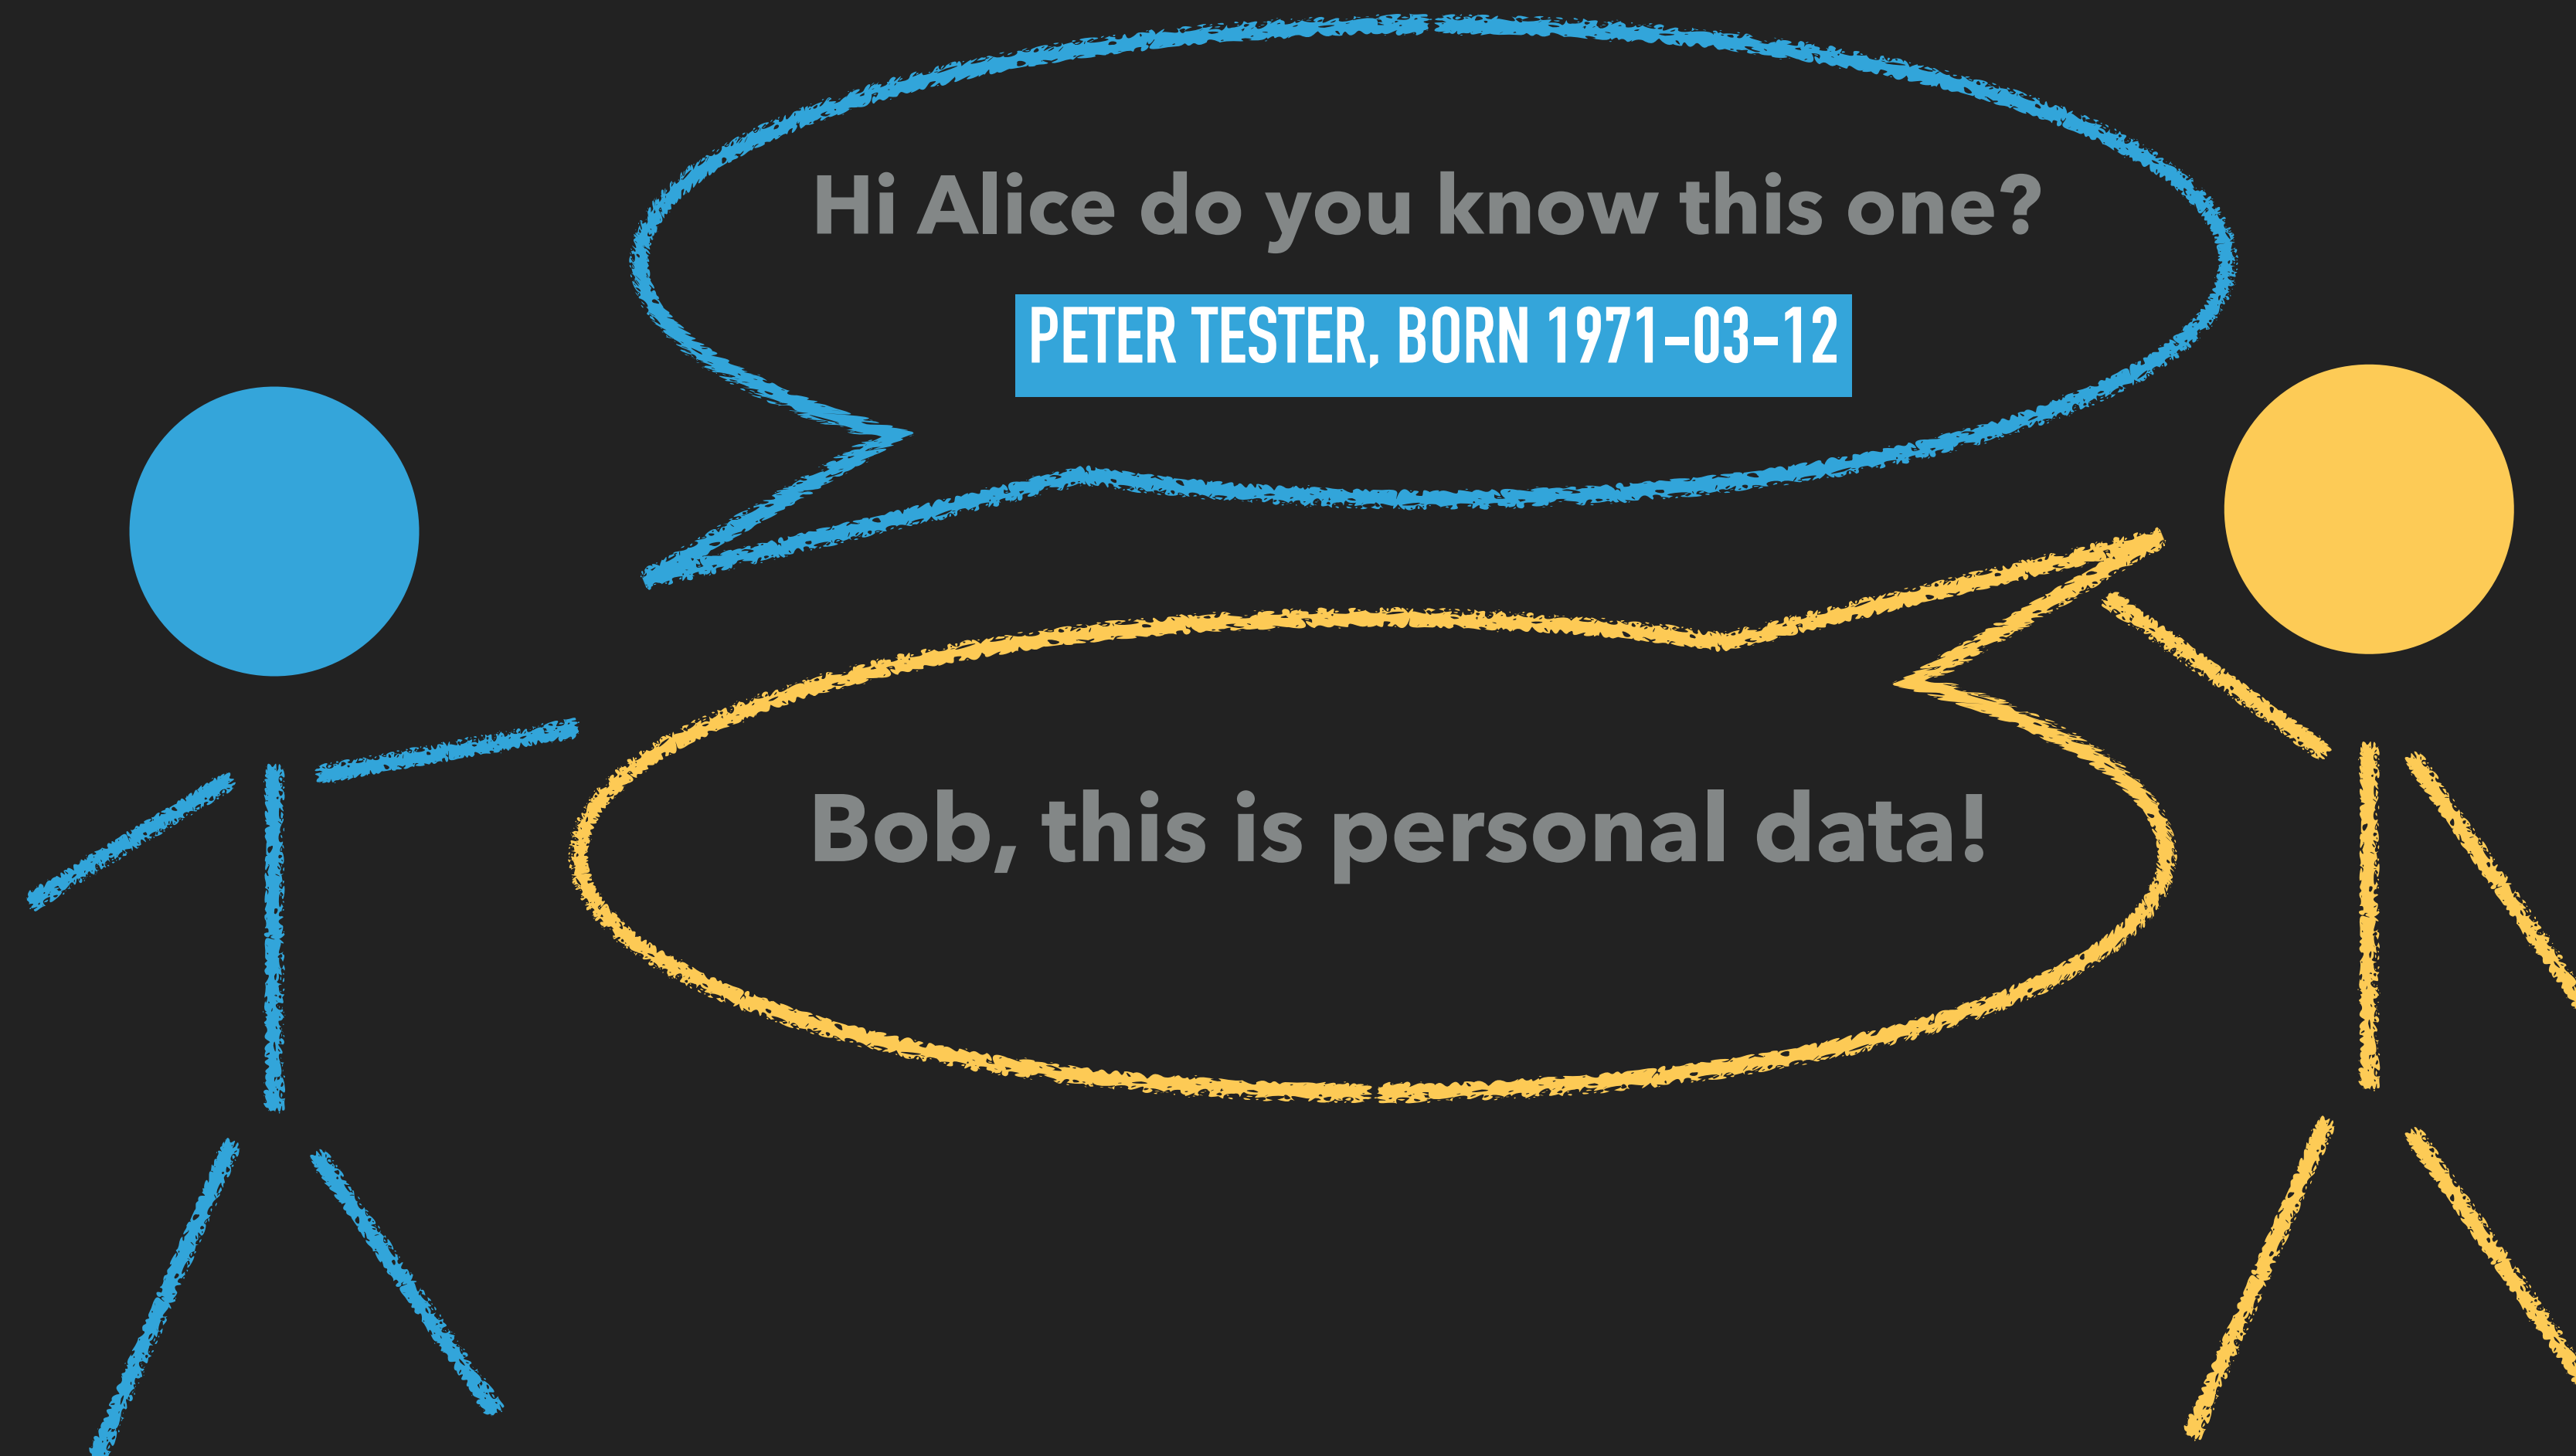 Hi Alice do you know this one?
PETER TESTER, BORN 1971-03-12
Bob, this is personal data!